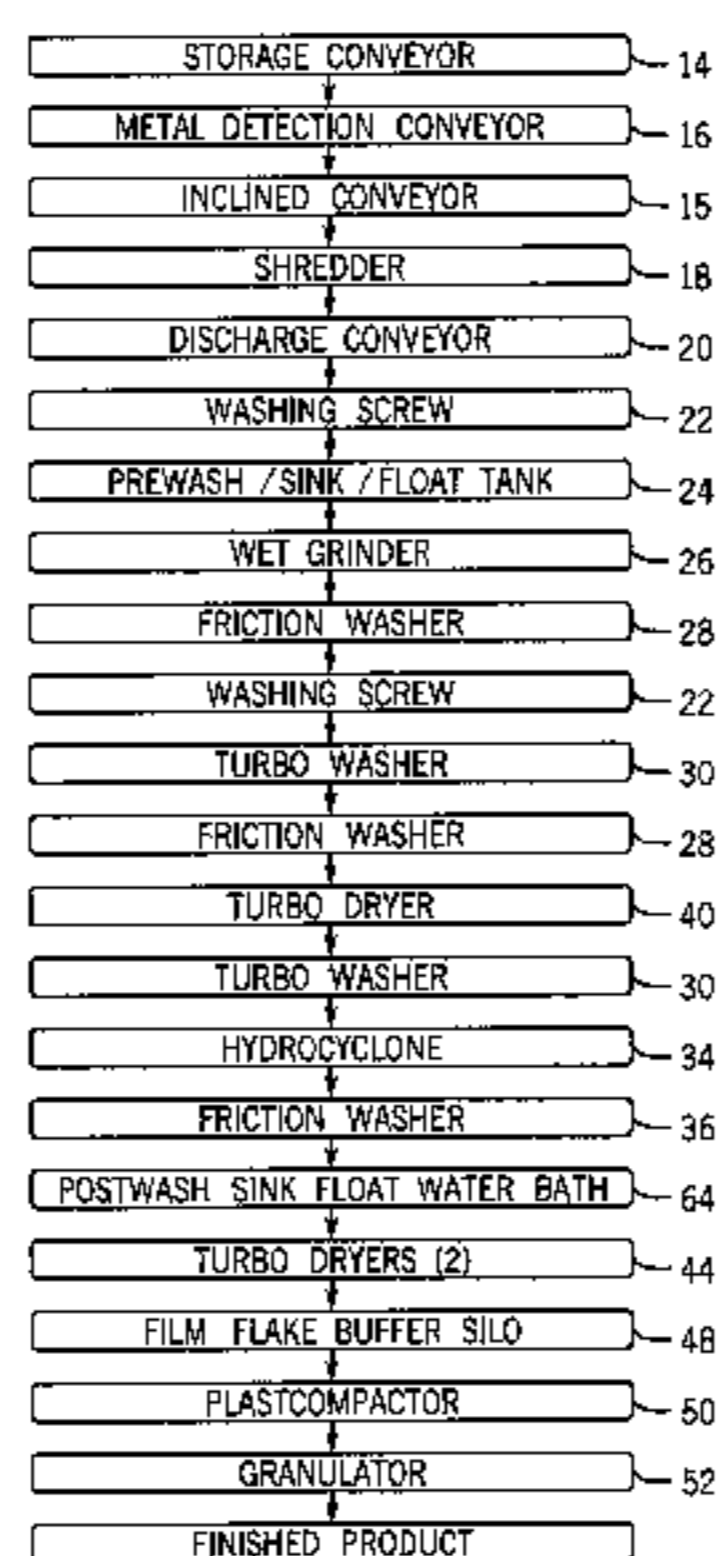 STORAGE CONVEYOR 14
METAL DETECTION CONVEYOR 16
INCLINED CONVEYOR 15
SHREDDER 18
DISCHARGE CONVEYOR 20
WASHING SCREW 22
PREWASH / SINK / FLOAT TANK 24
WET GRINDER 26
FRICTION WASHER 28
WASHING SCREW 22
TURBO WASHER 30
FRICTION WASHER 28
TURBO DRYER 40
TURBO WASHER 30
HYDROCYCLONE 34
FRICTION WASHER 36
POSTWASH SINK FLOAT WATER BATH 64
TURBO DRYERS (2) 44
FILM FLAKE BUFFER SILO 48
PLASTCOMPACTOR 50
GRANULATOR 52
FINISHED PRODUCT